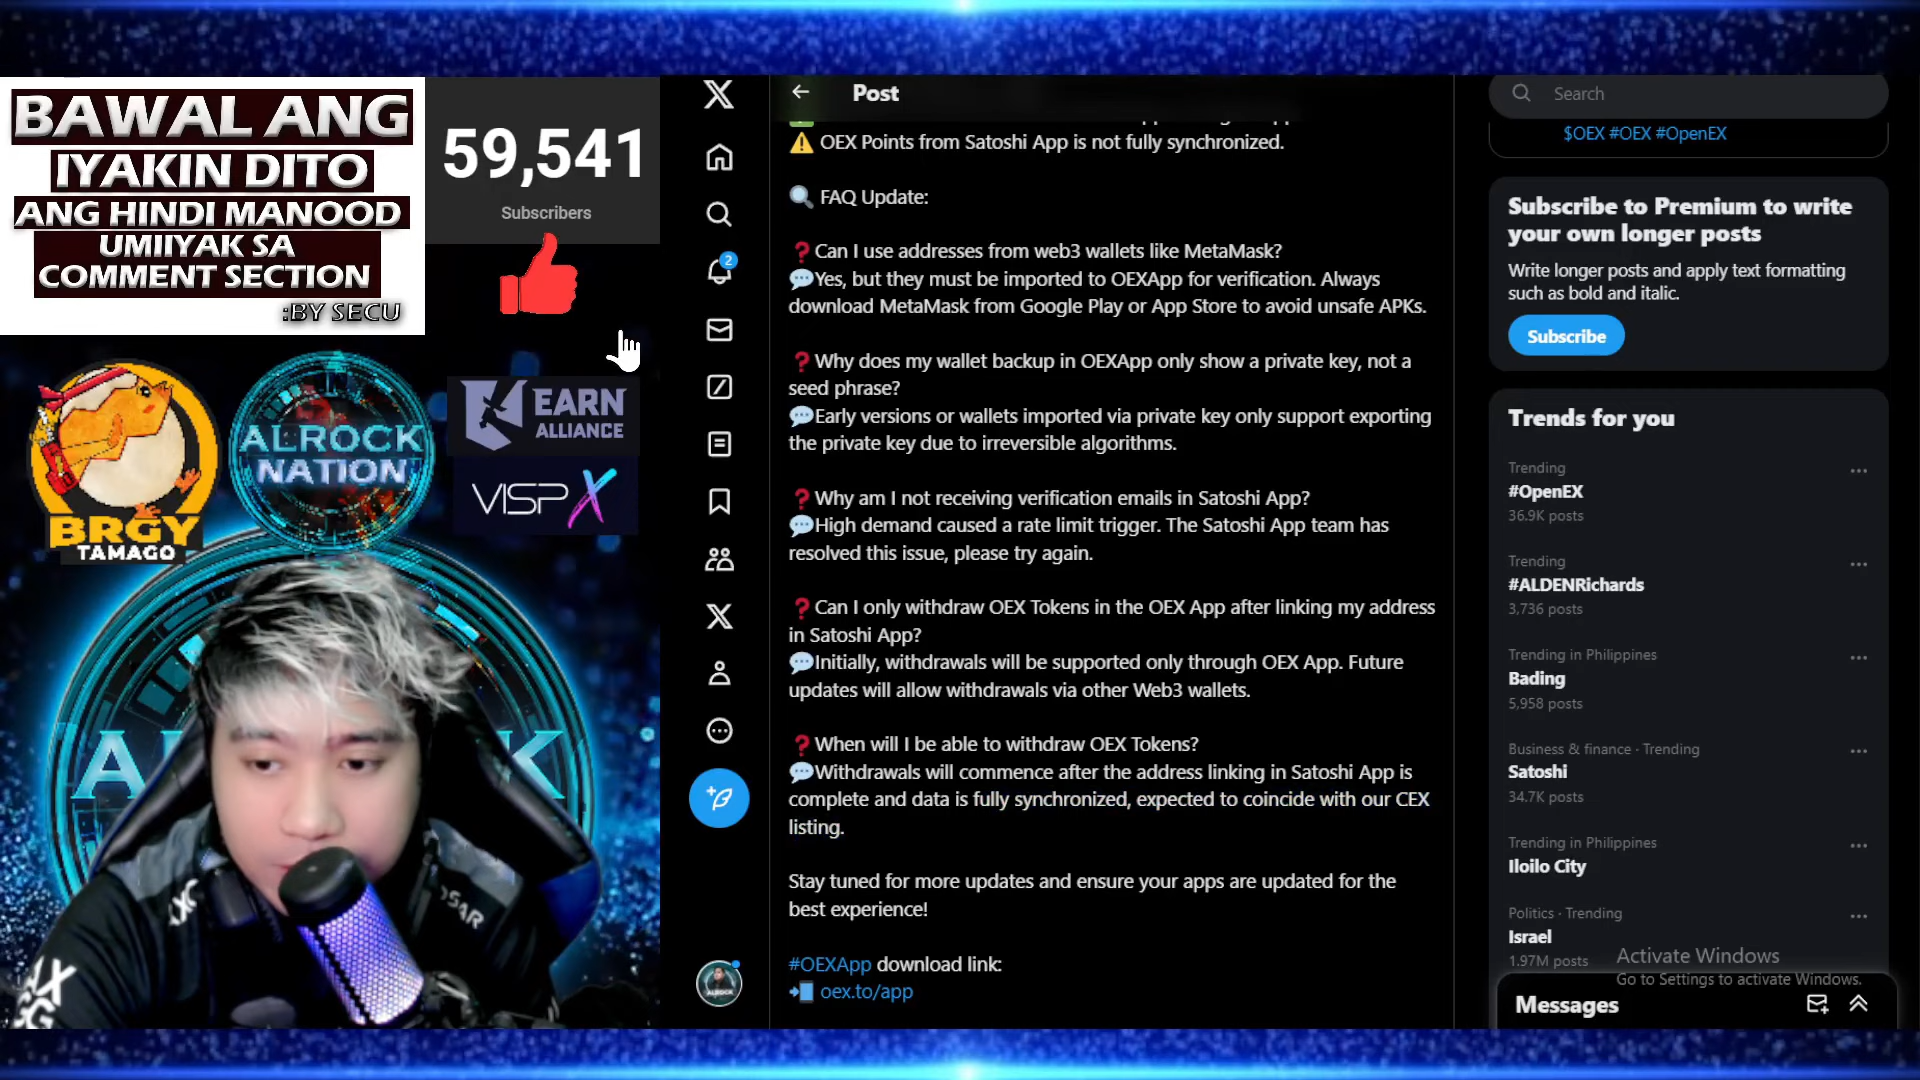 BAWAL ANG
IYAKIN DITO
ANG HINDI MANOOD
UMIIYAK SA
COMMENT SECTION
:BY SECU
59,541
Subscribers
BRGY
TAMAGO
ALROCK
NATION
EARN
ALLIANCE
VISPX
Post
⚠️ OEX Points from Satoshi App is not fully synchronized.
🔍 FAQ Update:
❓Can I use addresses from web3 wallets like MetaMask?
💬Yes, but they must be imported to OEXApp for verification. Always
download MetaMask from Google Play or App Store to avoid unsafe APKs.
❓Why does my wallet backup in OEXApp only show a private key, not a
seed phrase?
💬Early versions or wallets imported via private key only support exporting
the private key due to irreversible algorithms.
❓Why am I not receiving verification emails in Satoshi App?
💬High demand caused a rate limit trigger. The Satoshi App team has
resolved this issue, please try again.
❓Can I only withdraw OEX Tokens in the OEX App after linking my address
in Satoshi App?
💬Initially, withdrawals will be supported only through OEX App. Future
updates will allow withdrawals via other Web3 wallets.
❓When will I be able to withdraw OEX Tokens?
💬Withdrawals will commence after the address linking in Satoshi App is
complete and data is fully synchronized, expected to coincide with our CEX
listing.
Stay tuned for more updates and ensure your apps are updated for the
best experience!
#OEXApp download link:
📲 oex.to/app
2
Search
$OEX #OEX #OpenEX
Subscribe to Premium to write
your own longer posts
Write longer posts and apply text formatting
such as bold and italic.
Subscribe
Trends for you
Trending
#OpenEX
36.9K posts
Trending
#ALDENRichards
3,736 posts
Trending in Philippines
Bading
5,958 posts
Business & finance · Trending
Satoshi
34.7K posts
Trending in Philippines
Iloilo City
Politics · Trending
Israel
1.97M posts
Activate Windows
Go to Settings to activate Windows.
Messages